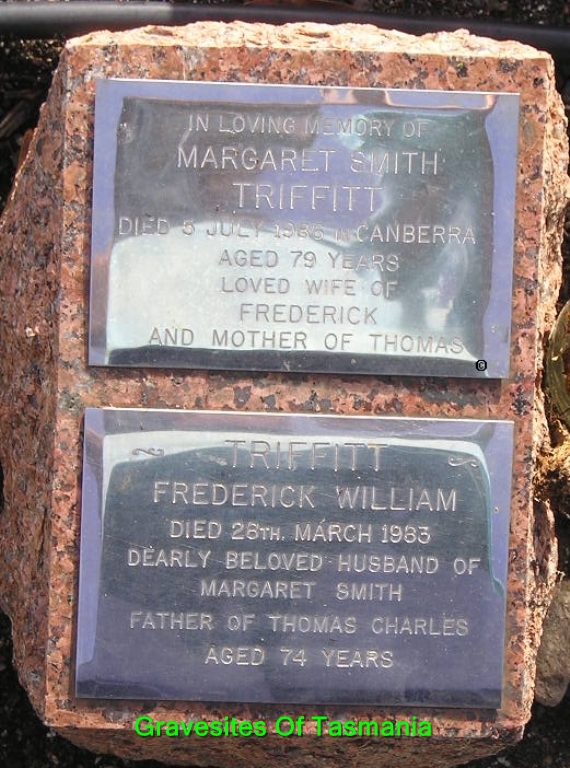 IN LOVING MEMORY OF
MARGARET SMITH
TRIFFITT
DIED 5 JULY 1986 IN CANBERRA
AGED 79 YEARS
LOVED WIFE OF
FREDERICK
AND MOTHER OF THOMAS
©
TRIFFITT
FREDERICK WILLIAM
DIED 28TH. MARCH 1983
DEARLY BELOVED HUSBAND OF
MARGARET SMITH
FATHER OF THOMAS CHARLES
AGED 74 YEARS
Gravesites Of Tasmania